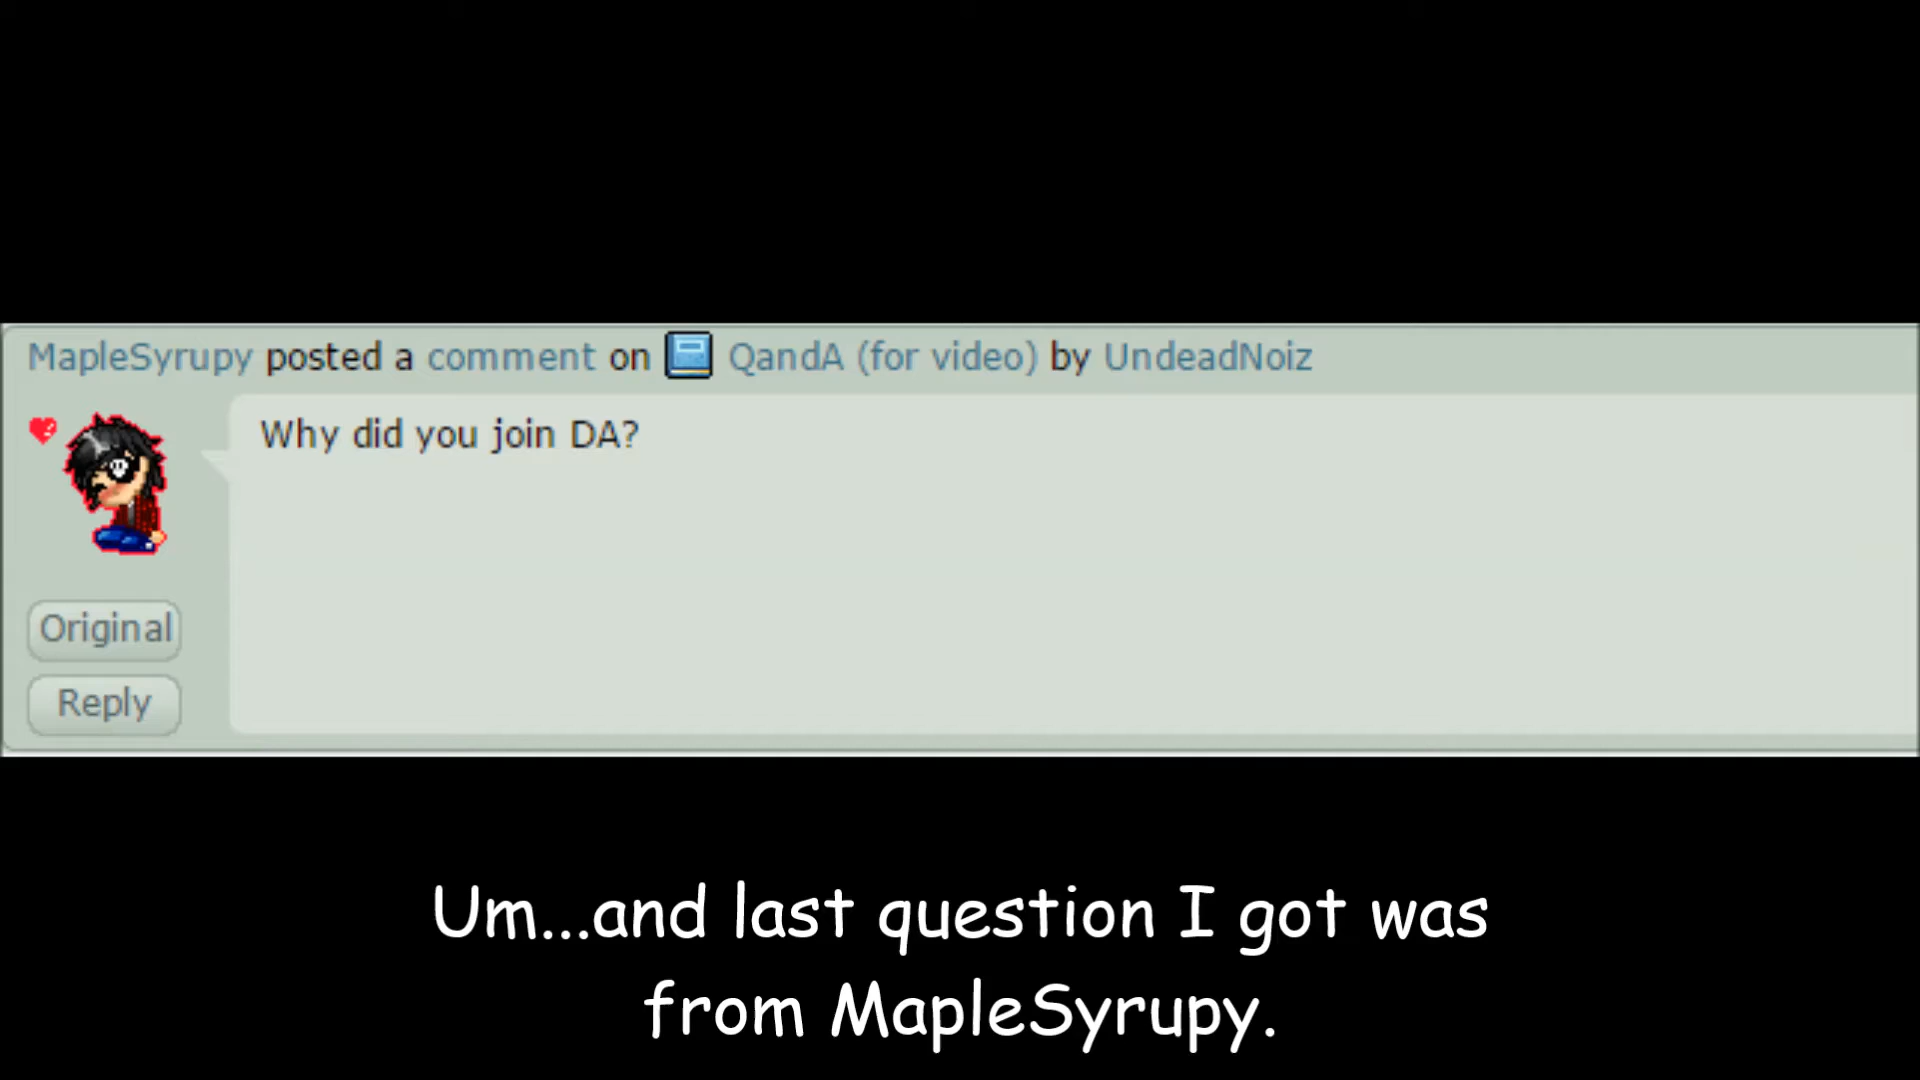 MapleSyrupy posted a comment on QandA (for video) by UndeadNoiz
Why did you join DA?
Original
Reply
Um...and last question I got was
from MapleSyrupy.